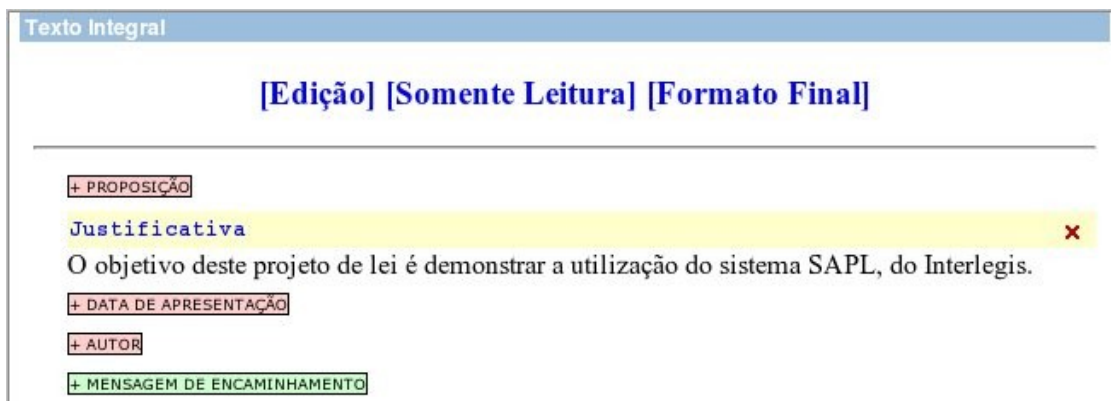 Texto Integral
[Edição] [Somente Leitura] [Formato Final]
+ PROPOSIÇÃO
Justificativa
O objetivo deste projeto de lei é demonstrar a utilização do sistema SAPL, do Interlegis.
+ DATA DE APRESENTAÇÃO
+ AUTOR
+ MENSAGEM DE ENCAMINHAMENTO